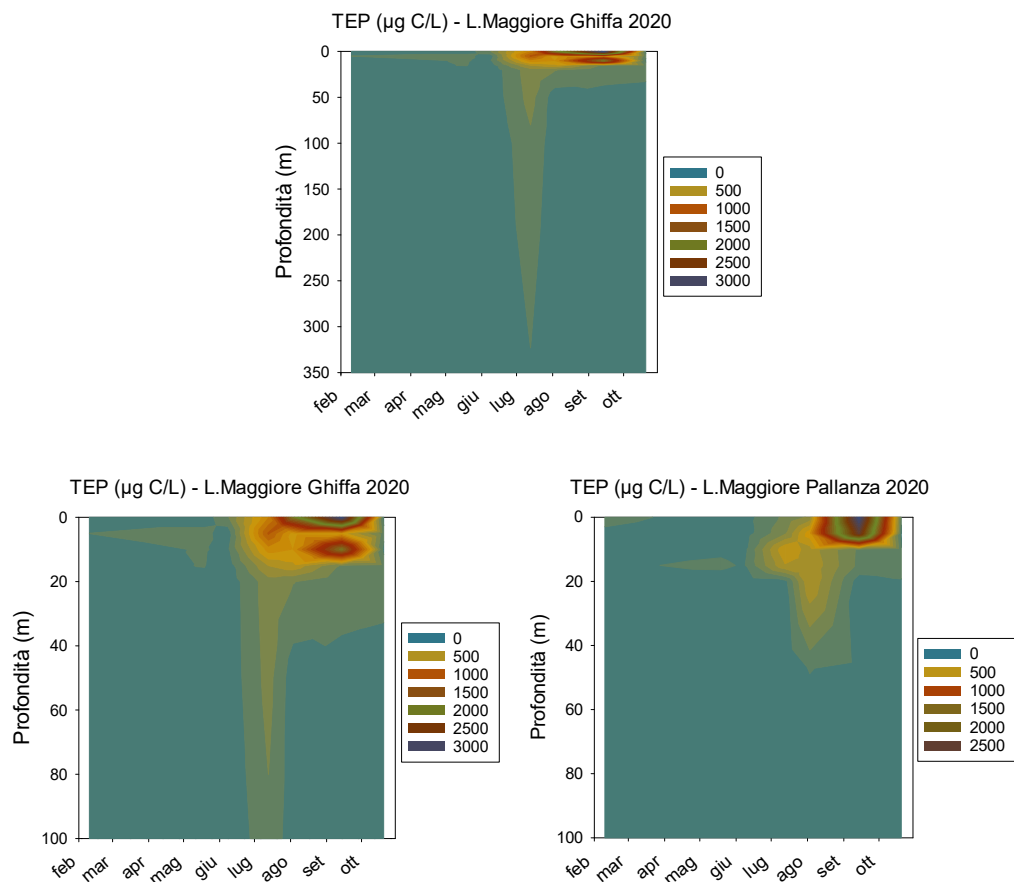 TEP (µg C/L) - L.Maggiore Ghiffa 2020
Profondità (m)
0
50
100
150
200
250
300
350
feb
mar
apr
mag
giu
lug
ago
set
ott
0
500
1000
1500
2000
2500
3000
TEP (µg C/L) - L.Maggiore Ghiffa 2020
Profondità (m)
0
20
40
60
80
100
feb
mar
apr
mag
giu
lug
ago
set
ott
0
500
1000
1500
2000
2500
3000
TEP (µg C/L) - L.Maggiore Pallanza 2020
Profondità (m)
0
20
40
60
80
100
feb
mar
apr
mag
giu
lug
ago
set
ott
0
500
1000
1500
2000
2500